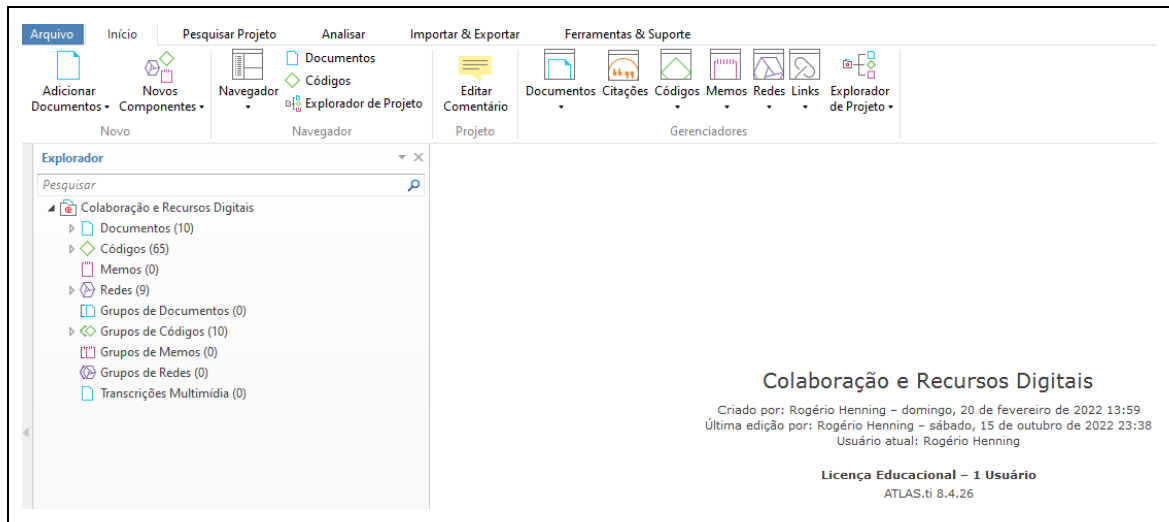 Arquivo Início Pesquisar Projeto Analisar Importar & Exportar Ferramentas & Suporte
Adicionar Documentos
Novos Componentes
Novo
Navegador
Documentos
Códigos
Explorador de Projeto
Navegador
Editar Comentário
Projeto
Documentos Citações Códigos Memos Redes Links
Explorador de Projeto
Gerenciadores
Explorador
Pesquisar
Colaboração e Recursos Digitais
Documentos (10)
Códigos (65)
Memos (0)
Redes (9)
Grupos de Documentos (0)
Grupos de Códigos (10)
Grupos de Memos (0)
Grupos de Redes (0)
Transcrições Multimídia (0)
Colaboração e Recursos Digitais
Criado por: Rogério Henning – domingo, 20 de fevereiro de 2022 13:59
Última edição por: Rogério Henning – sábado, 15 de outubro de 2022 23:38
Usuário atual: Rogério Henning
Licença Educacional – 1 Usuário
ATLAS.ti 8.4.26